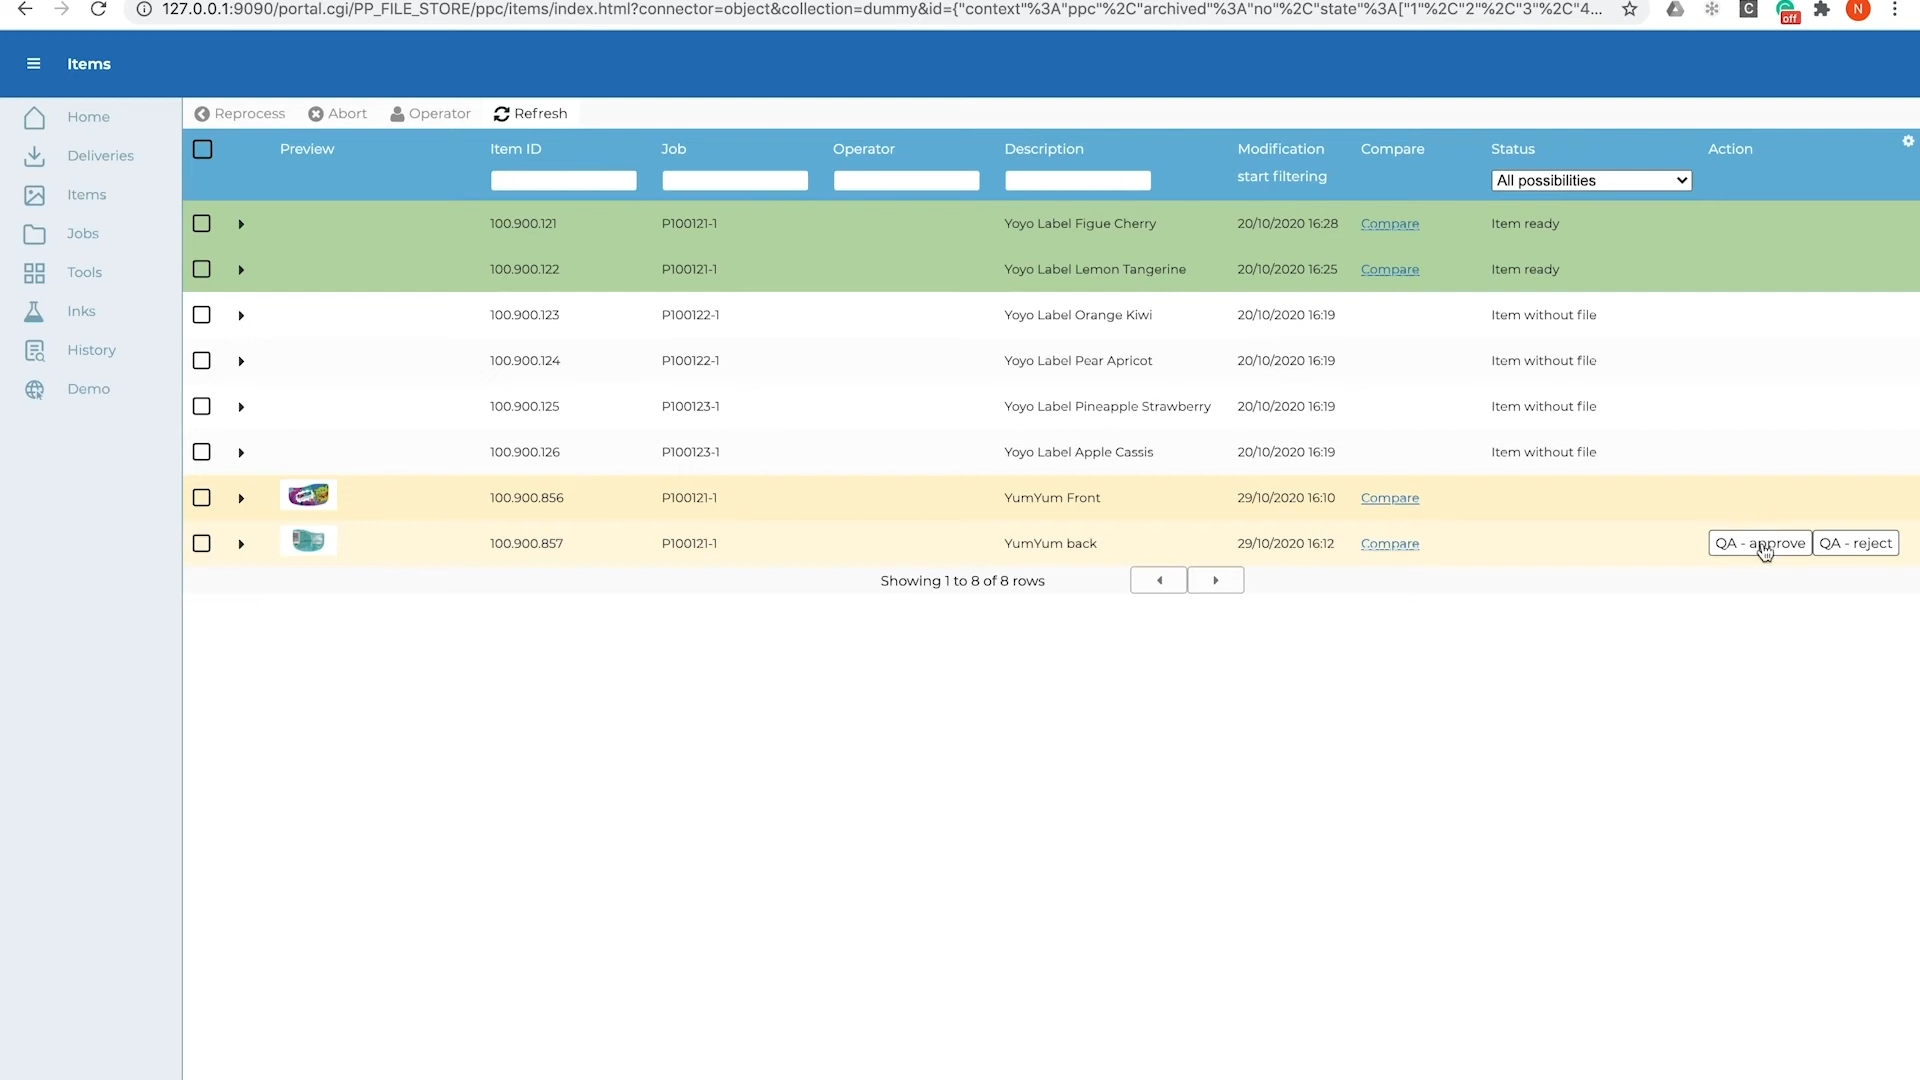 127.0.0.1:9090/portal.cgi/PP_FILE_STORE/ppc/items/index.html?connector=object&collection=dummy&id={"context"%3A"ppc"%2C"archived"%3A"no"%2C"state"%3A["1"%2C"2"%2C"3"%2C"4...
C
off
N
Items
Home
Deliveries
Items
Jobs
Tools
Inks
History
Demo
Reprocess Abort Operator Refresh
Preview Item ID Job Operator Description Modification Compare Status Action
start filtering All possibilities
100.900.121 P100121-1 Yoyo Label Figue Cherry 20/10/2020 16:28 Compare Item ready
100.900.122 P100121-1 Yoyo Label Lemon Tangerine 20/10/2020 16:25 Compare Item ready
100.900.123 P100122-1 Yoyo Label Orange Kiwi 20/10/2020 16:19 Item without file
100.900.124 P100122-1 Yoyo Label Pear Apricot 20/10/2020 16:19 Item without file
100.900.125 P100123-1 Yoyo Label Pineapple Strawberry 20/10/2020 16:19 Item without file
100.900.126 P100123-1 Yoyo Label Apple Cassis 20/10/2020 16:19 Item without file
100.900.856 P100121-1 YumYum Front 29/10/2020 16:10 Compare
100.900.857 P100121-1 YumYum back 29/10/2020 16:12 Compare QA - approve QA - reject
Showing 1 to 8 of 8 rows